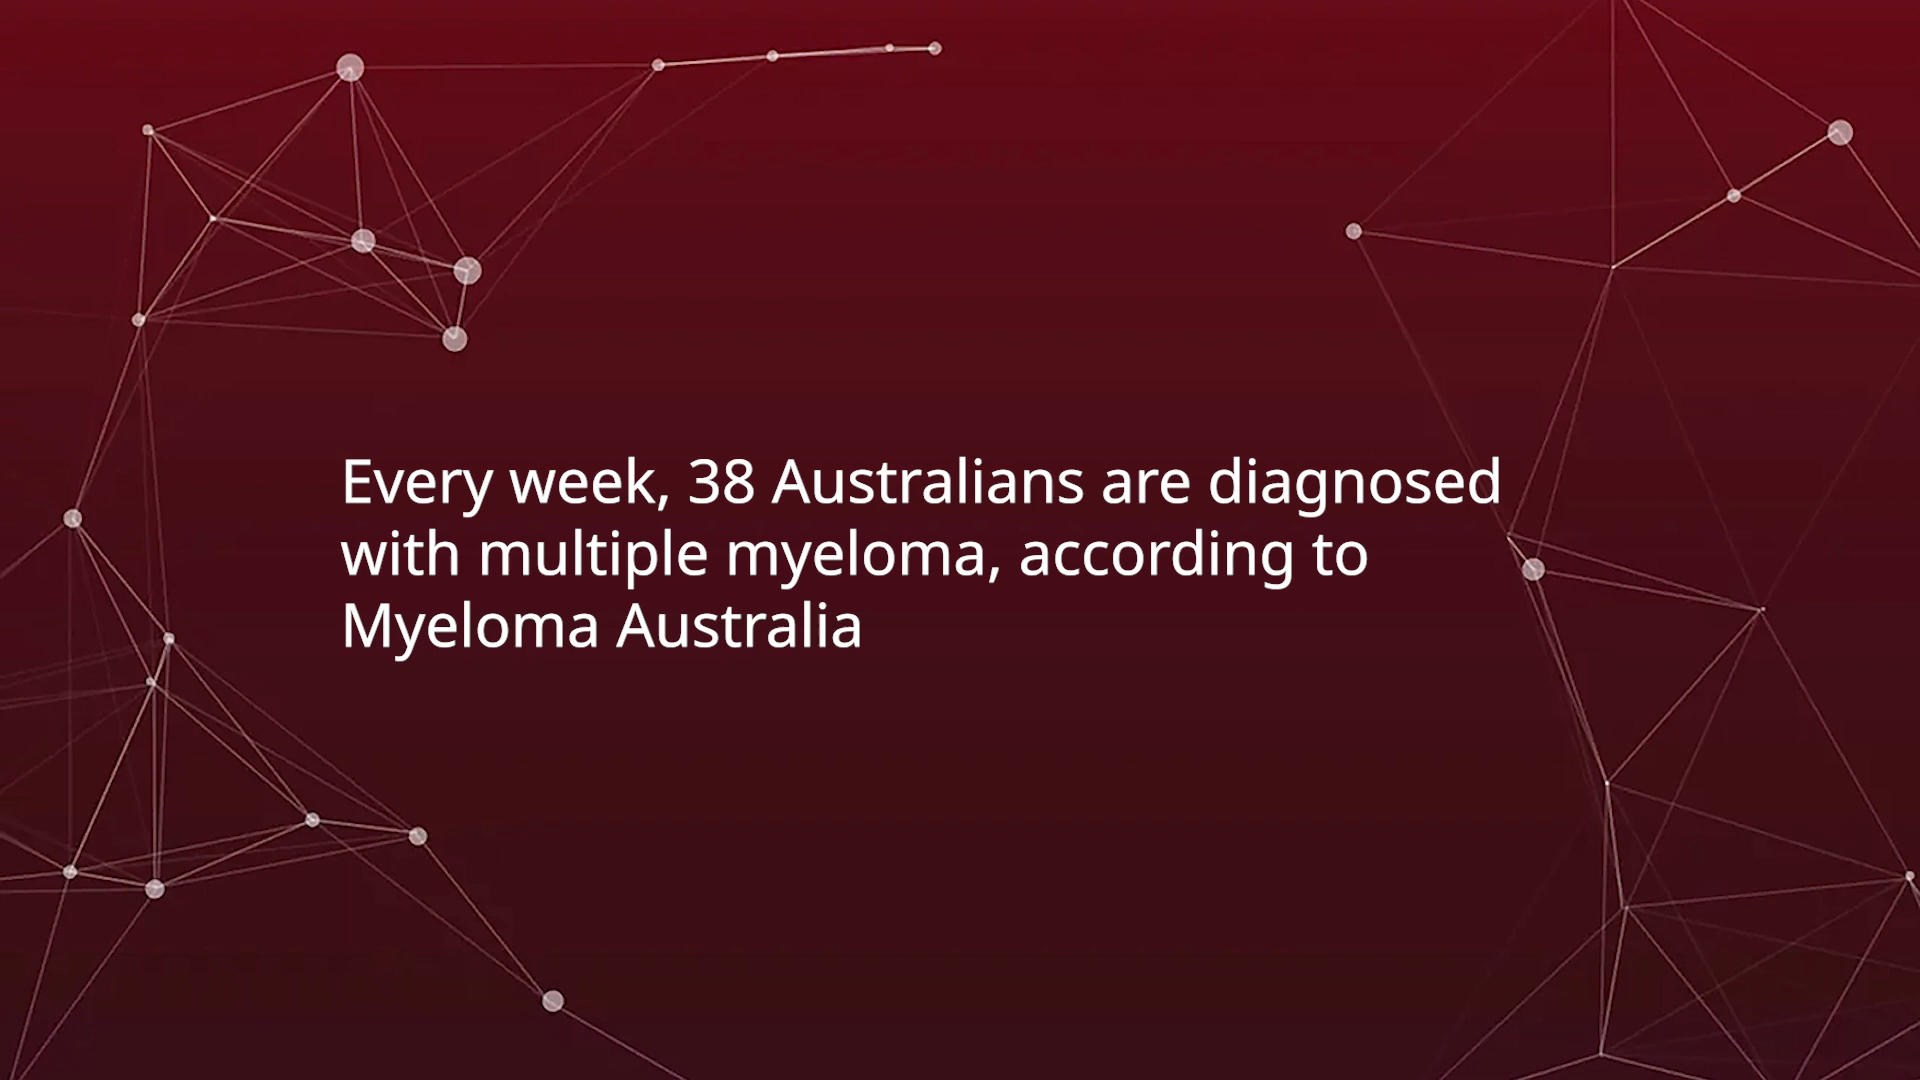 Every week, 38 Australians are diagnosed
with multiple myeloma, according to
Myeloma Australia